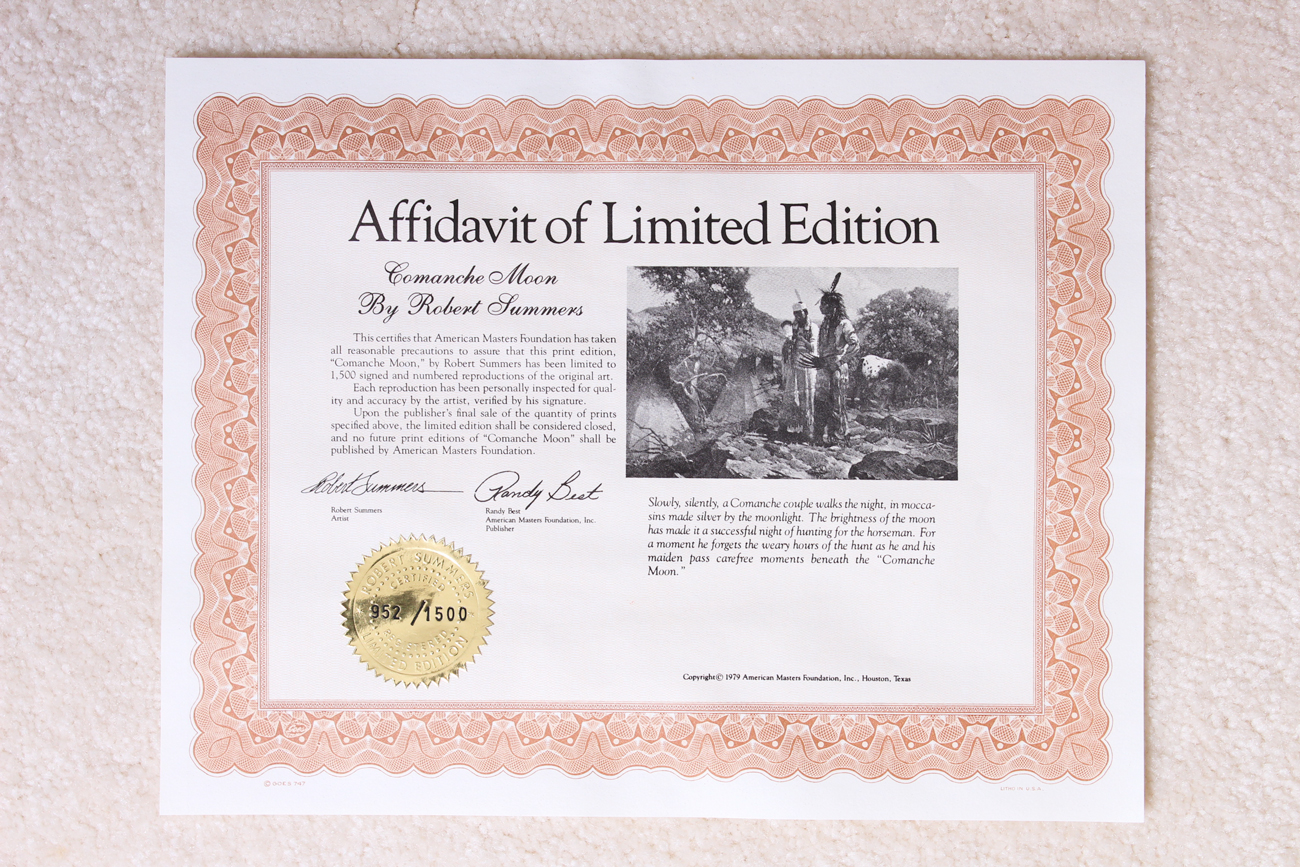 Affidavit of Limited Edition
Comanche Moon
By Robert Summers
This certifies that American Masters Foundation has taken
all reasonable precautions to assure that this print edition,
“Comanche Moon,” by Robert Summers has been limited to
1,500 signed and numbered reproductions of the original art.
Each reproduction has been personally inspected for qual-
ity and accuracy by the artist, verified by his signature.
Upon the publisher's final sale of the quantity of prints
specified above, the limited edition shall be considered closed,
and no future print editions of “Comanche Moon” shall be
published by American Masters Foundation.
Robert Summers
Randy Best
Robert Summers
Artist
Randy Best
American Masters Foundation, Inc.
Publisher
ROBERT SUMMERS
CERTIFIED
952 / 1500
REGISTERED
LIMITED EDITION
Slowly, silently, a Comanche couple walks the night, in mocca-
sins made silver by the moonlight. The brightness of the moon
has made it a successful night of hunting for the horseman. For
a moment he forgets the weary hours of the hunt as he and his
maiden pass carefree moments beneath the “Comanche
Moon.”
Copyright© 1979 American Masters Foundation, Inc., Houston, Texas
LITHO IN U.S.A.